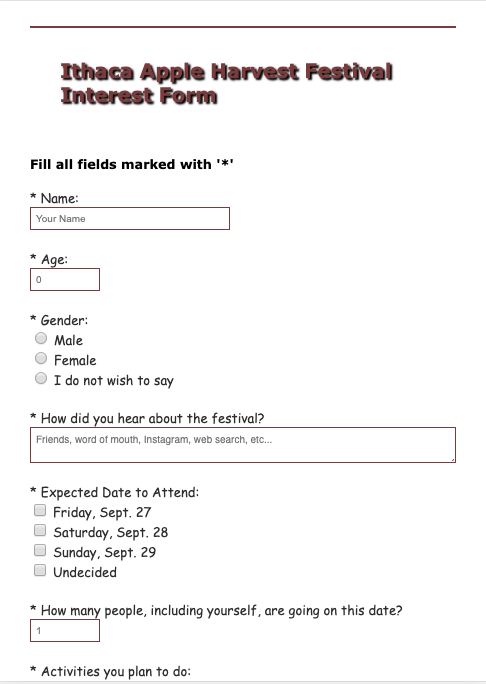 Ithaca Apple Harvest Festival
Interest Form
Fill all fields marked with '*'
* Name:
Your Name
* Age:
0
* Gender:
Male
Female
I do not wish to say
* How did you hear about the festival?
Friends, word of mouth, Instagram, web search, etc...
* Expected Date to Attend:
Friday, Sept. 27
Saturday, Sept. 28
Sunday, Sept. 29
Undecided
* How many people, including yourself, are going on this date?
1
* Activities you plan to do: